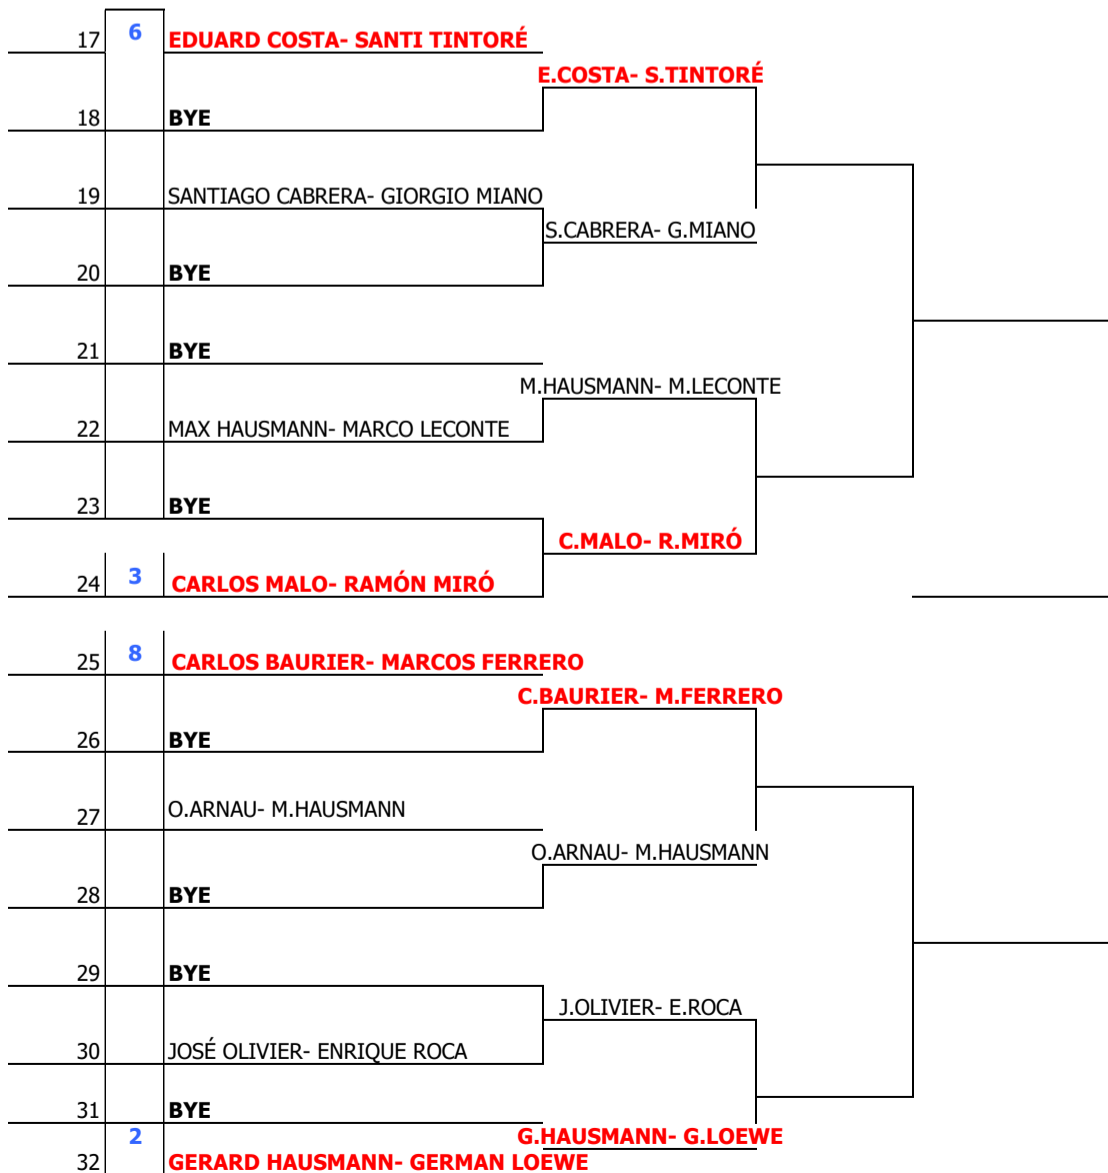 17 6 EDUARD COSTA- SANTI TINTORÉ
E.COSTA- S.TINTORÉ
18 BYE
19 SANTIAGO CABRERA- GIORGIO MIANO
S.CABRERA- G.MIANO
20 BYE
21 BYE
M.HAUSMANN- M.LECONTE
22 MAX HAUSMANN- MARCO LECONTE
23 BYE
C.MALO- R.MIRÓ
24 3 CARLOS MALO- RAMÓN MIRÓ
25 8 CARLOS BAURIER- MARCOS FERRERO
C.BAURIER- M.FERRERO
26 BYE
27 O.ARNAU- M.HAUSMANN
O.ARNAU- M.HAUSMANN
28 BYE
29 BYE
J.OLIVIER- E.ROCA
30 JOSÉ OLIVIER- ENRIQUE ROCA
31 BYE
G.HAUSMANN- G.LOEWE
32 2 GERARD HAUSMANN- GERMAN LOEWE